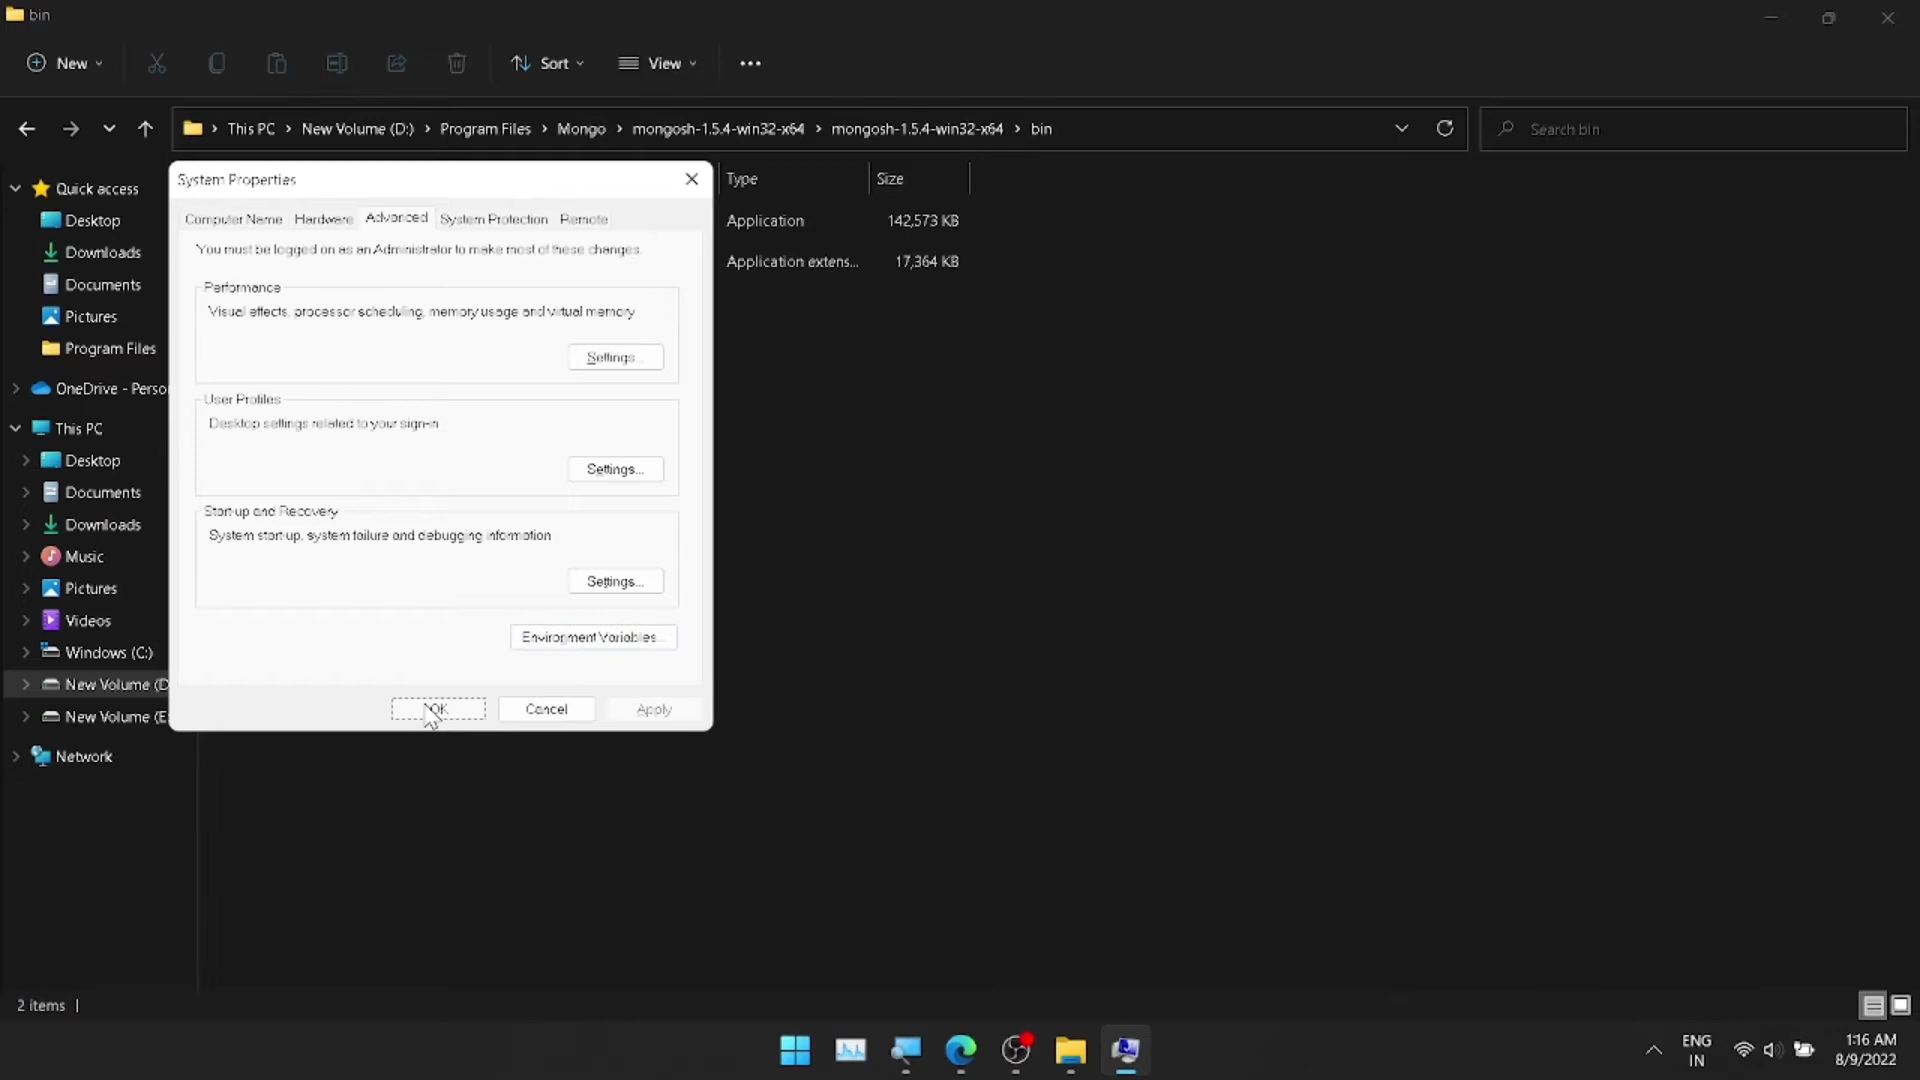 bin
New
Sort
View
This PC > New Volume (D:) > Program Files > Mongo > mongosh-1.5.4-win32-x64 > mongosh-1.5.4-win32-x64 > bin
Search bin
Quick access
Desktop
Downloads
Documents
Pictures
Program Files
OneDrive - Perso
This PC
Desktop
Documents
Downloads
Music
Pictures
Videos
Windows (C:)
New Volume (D
New Volume (E
Network
System Properties
Computer Name
Hardware
Advanced
System Protection
Remote
You must be logged on as an Administrator to make most of these changes.
Performance
Visual effects, processor scheduling, memory usage and virtual memory
Settings...
User Profiles
Desktop settings related to your sign-in
Settings...
Start-up and Recovery
System start-up, system failure and debugging information
Settings...
Environment Variables...
OK
Cancel
Apply
Type
Size
Application
142,573 KB
Application extens...
17,364 KB
2 items
ENG
IN
1:16 AM
8/9/2022